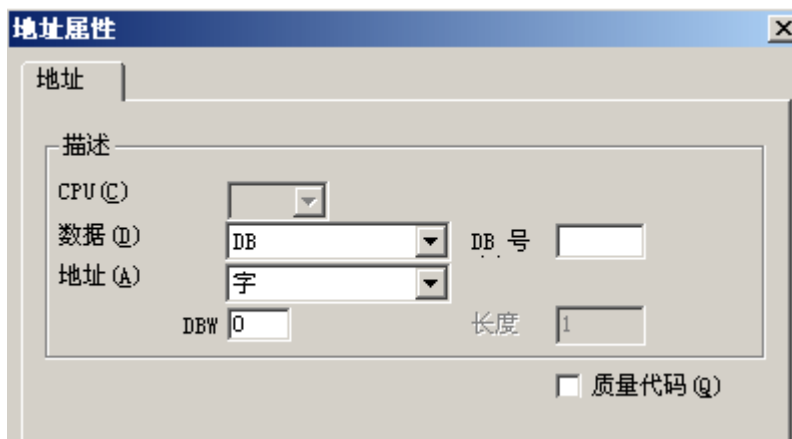 地址属性
地址
描述
CPU(C)
数据(D) DB DB 号
地址(A) 字
DBW 0 长度 1
质量代码(Q)